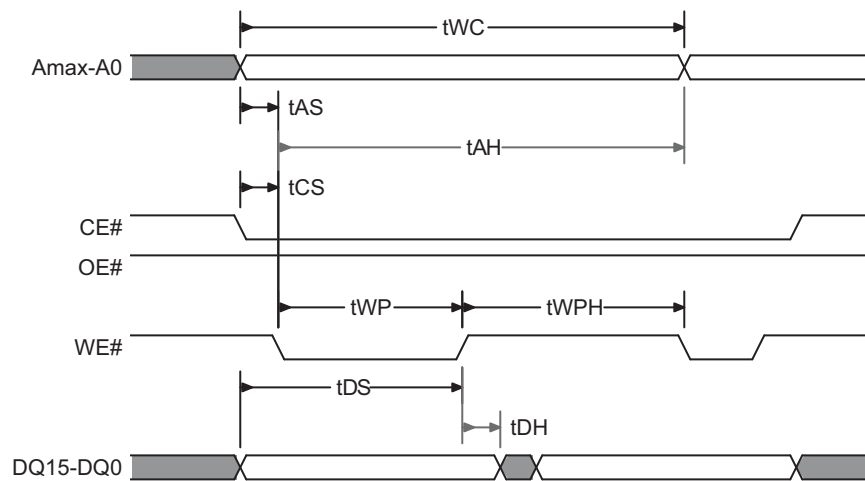 tWC
Amax-A0
tAS
tAH
tCS
CE#
OE#
tWP
tWPH
WE#
tDS
tDH
DQ15-DQ0